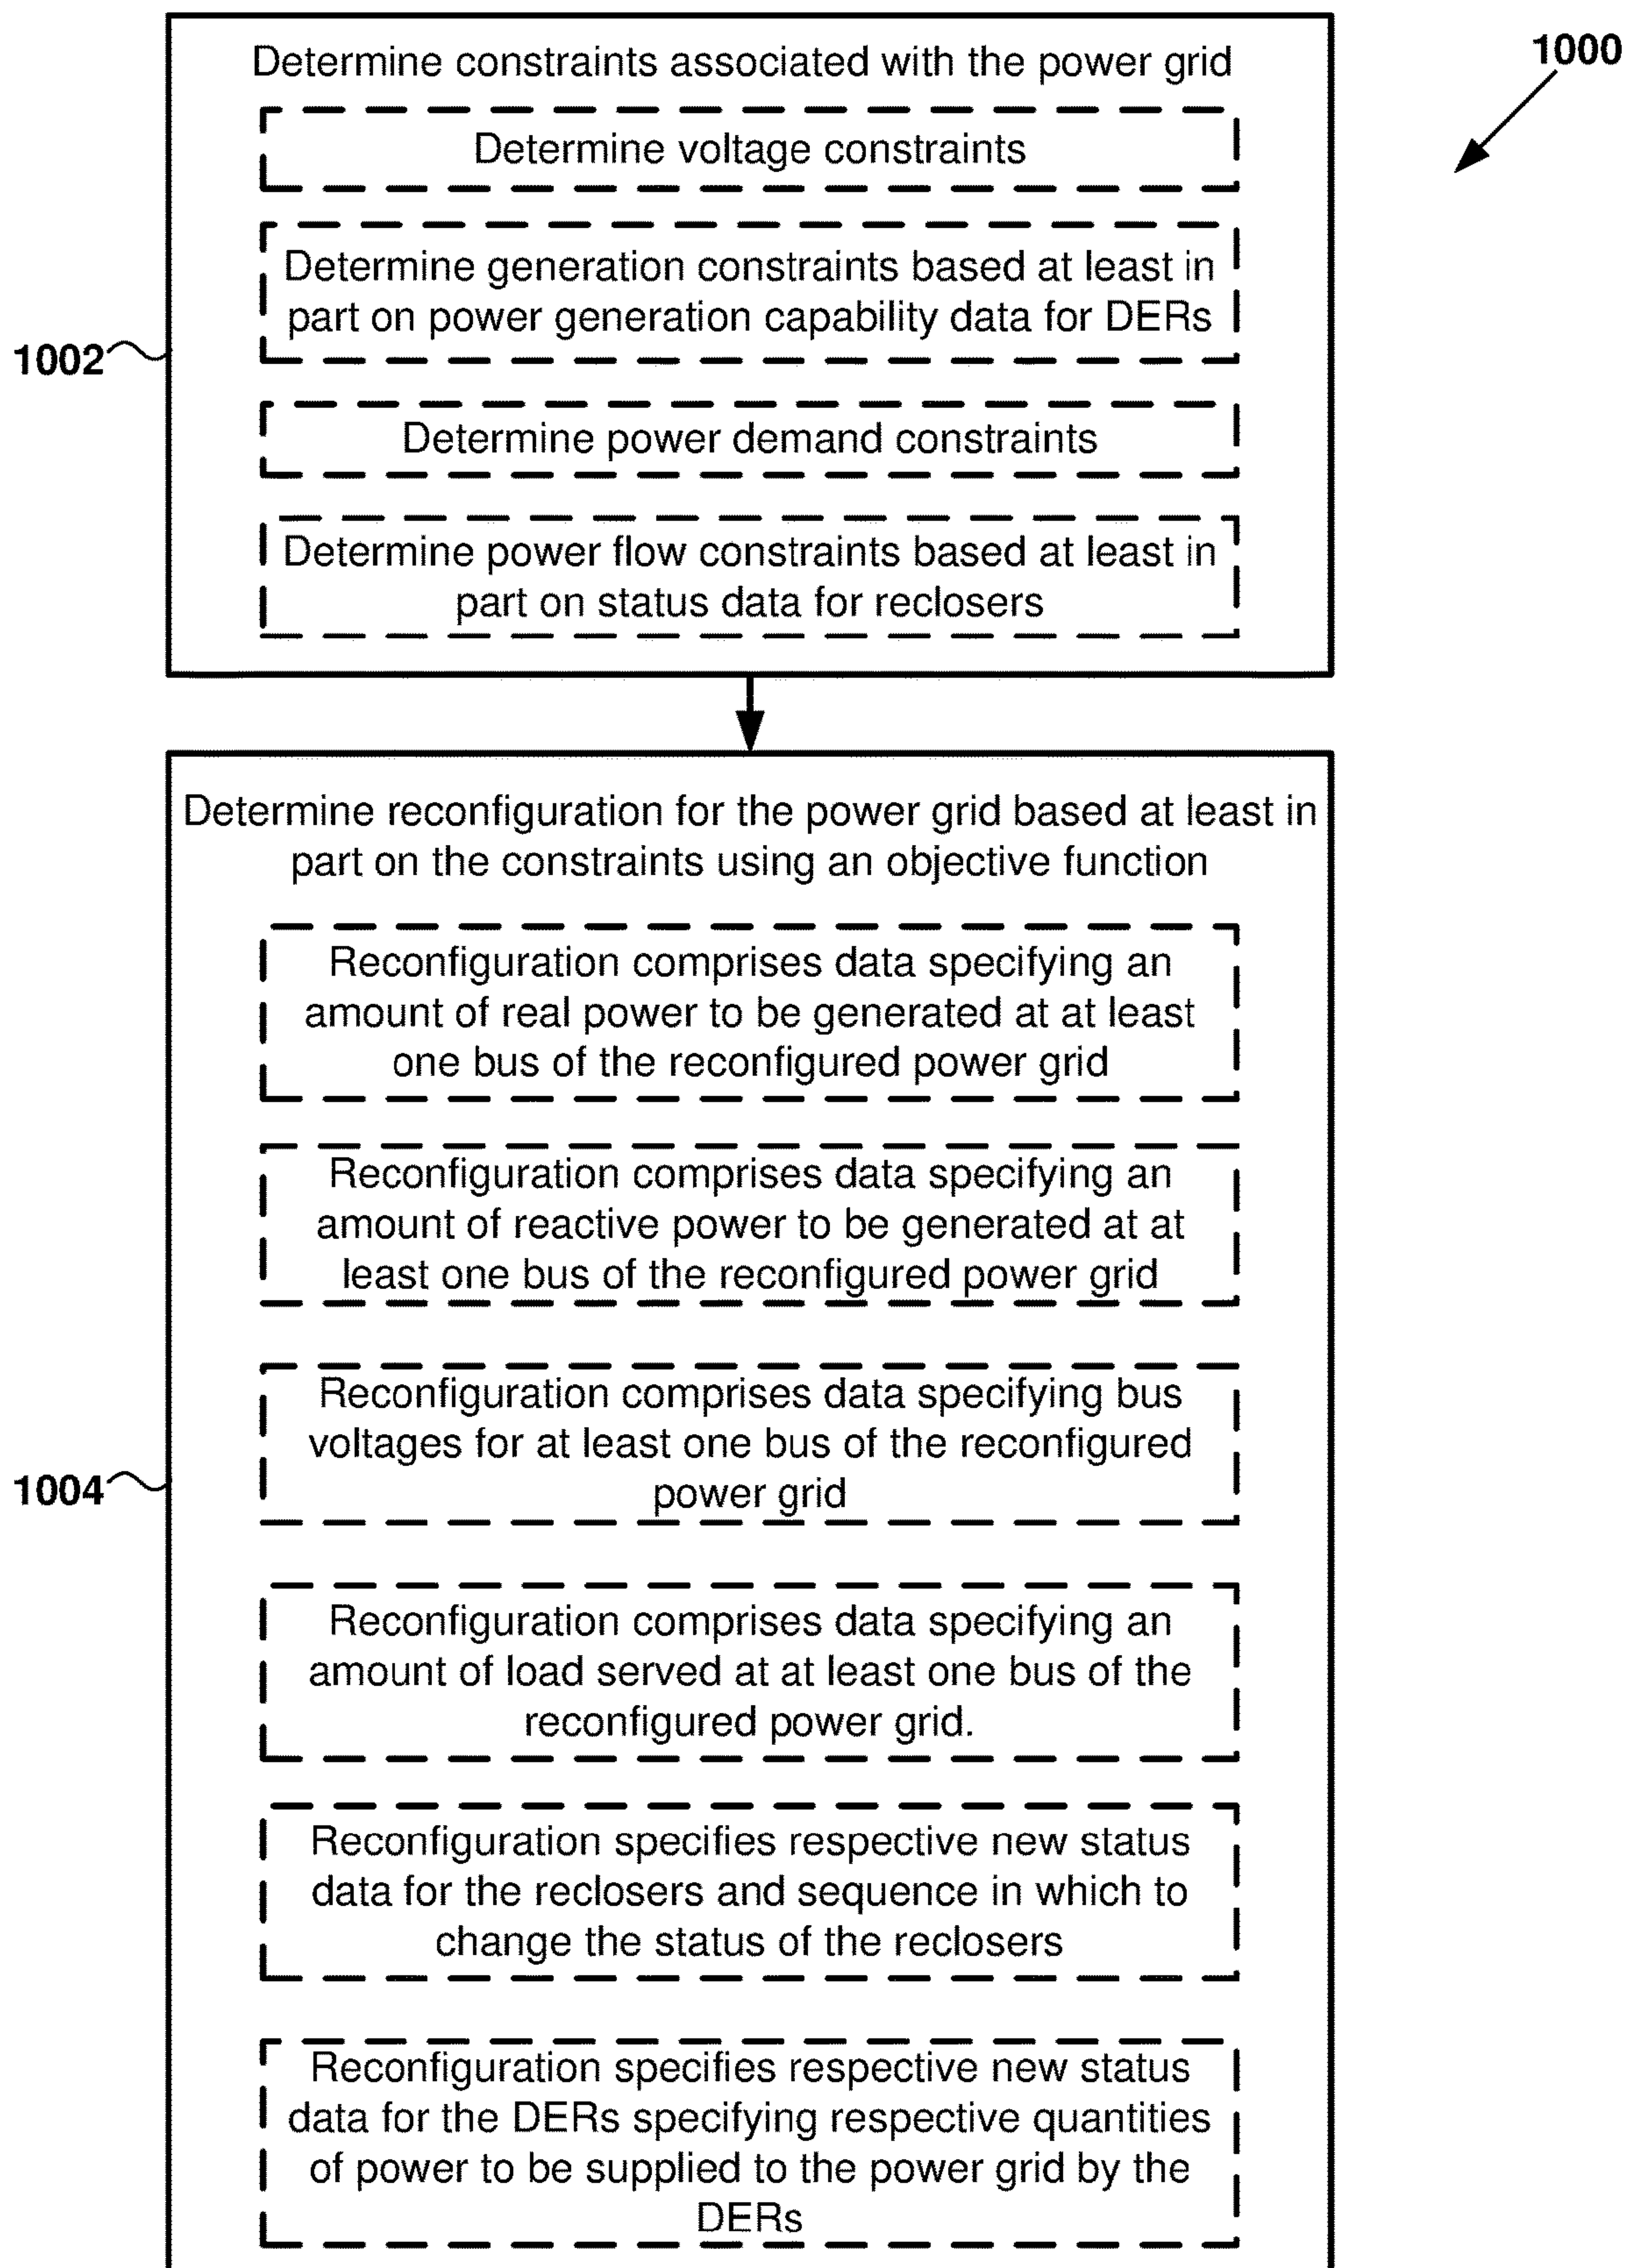 1000
Determine constraints associated with the power grid
Determine voltage constraints
Determine generation constraints based at least in
part on power generation capability data for DERs
1002
Determine power demand constraints
Determine power flow constraints based at least in
part on status data for reclosers
Determine reconfiguration for the power grid based at least in
part on the constraints using an objective function
Reconfiguration comprises data specifying an
amount of real power to be generated at at least
one bus of the reconfigured power grid
Reconfiguration comprises data specifying an
amount of reactive power to be generated at at
least one bus of the reconfigured power grid
Reconfiguration comprises data specifying bus
voltages for at least one bus of the reconfigured
power grid
1004
Reconfiguration comprises data specifying an
amount of load served at at least one bus of the
reconfigured power grid.
Reconfiguration specifies respective new status
data for the reclosers and sequence in which to
change the status of the reclosers
Reconfiguration specifies respective new status
data for the DERs specifying respective quantities
of power to be supplied to the power grid by the
DERs